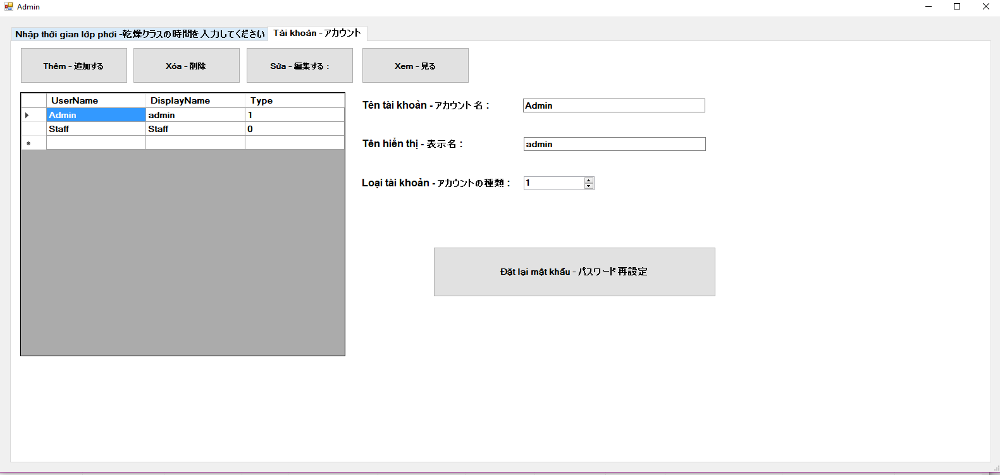 Admin
Nhập thời gian lớp phơi -乾燥クラスの時間を入力してください
Tài khoản - アカウント
Thêm - 追加する
Xóa - 削除
Sửa - 編集する :
Xem - 見る
UserName DisplayName Type
Admin admin 1
Staff Staff 0
Tên tài khoản - アカウント名 : Admin
Tên hiển thị - 表示名 : admin
Loại tài khoản - アカウントの種類 : 1
Đặt lại mật khẩu - パスワード再設定